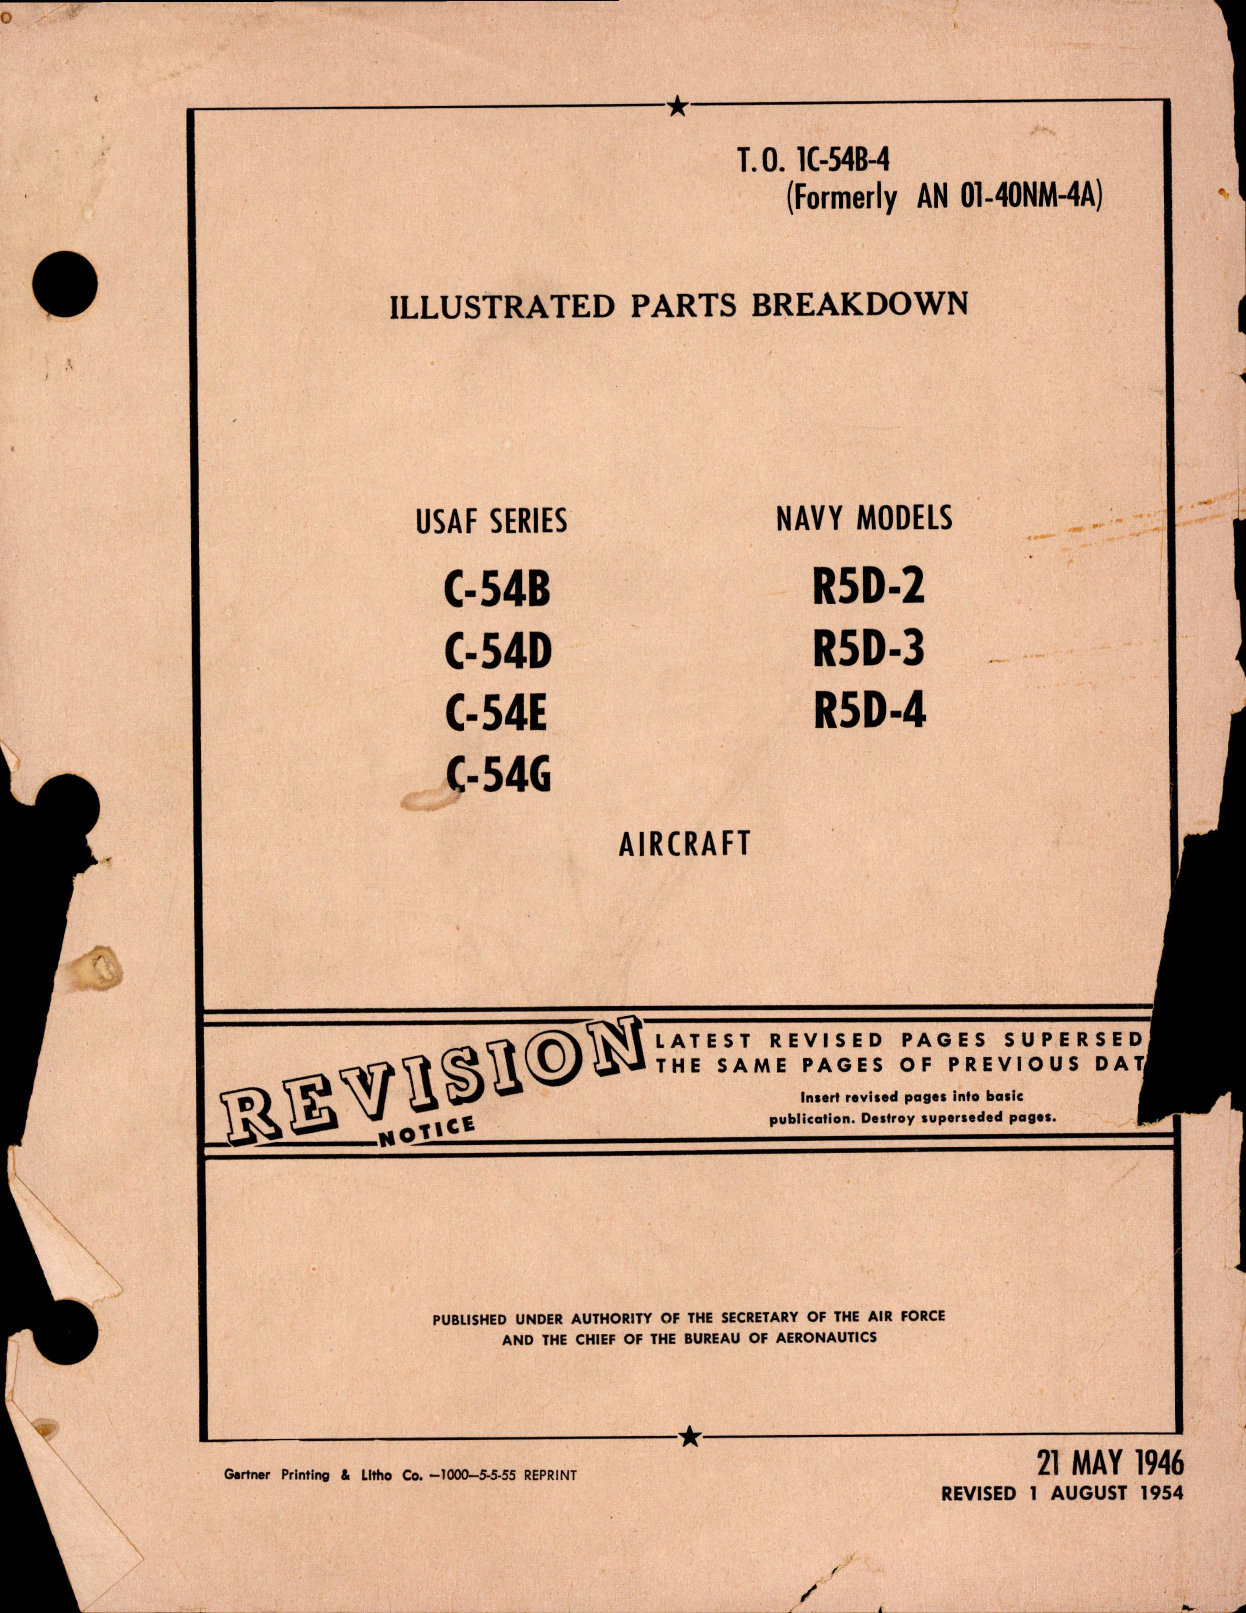 T.O. 1C-54B-4
(Formerly AN 01-40NM-4A)
ILLUSTRATED PARTS BREAKDOWN
USAF SERIES
NAVY MODELS
C-54B
R5D-2
C-54D
R5D-3
C-54E
R5D-4
C-54G
AIRCRAFT
REVISION
NOTICE
LATEST REVISED PAGES SUPERSED
THE SAME PAGES OF PREVIOUS DAT
Insert revised pages into basic
publication. Destroy superseded pages.
PUBLISHED UNDER AUTHORITY OF THE SECRETARY OF THE AIR FORCE
AND THE CHIEF OF THE BUREAU OF AERONAUTICS
Gartner Printing & Litho Co. —1000—5-5-55 REPRINT
21 MAY 1946
REVISED 1 AUGUST 1954